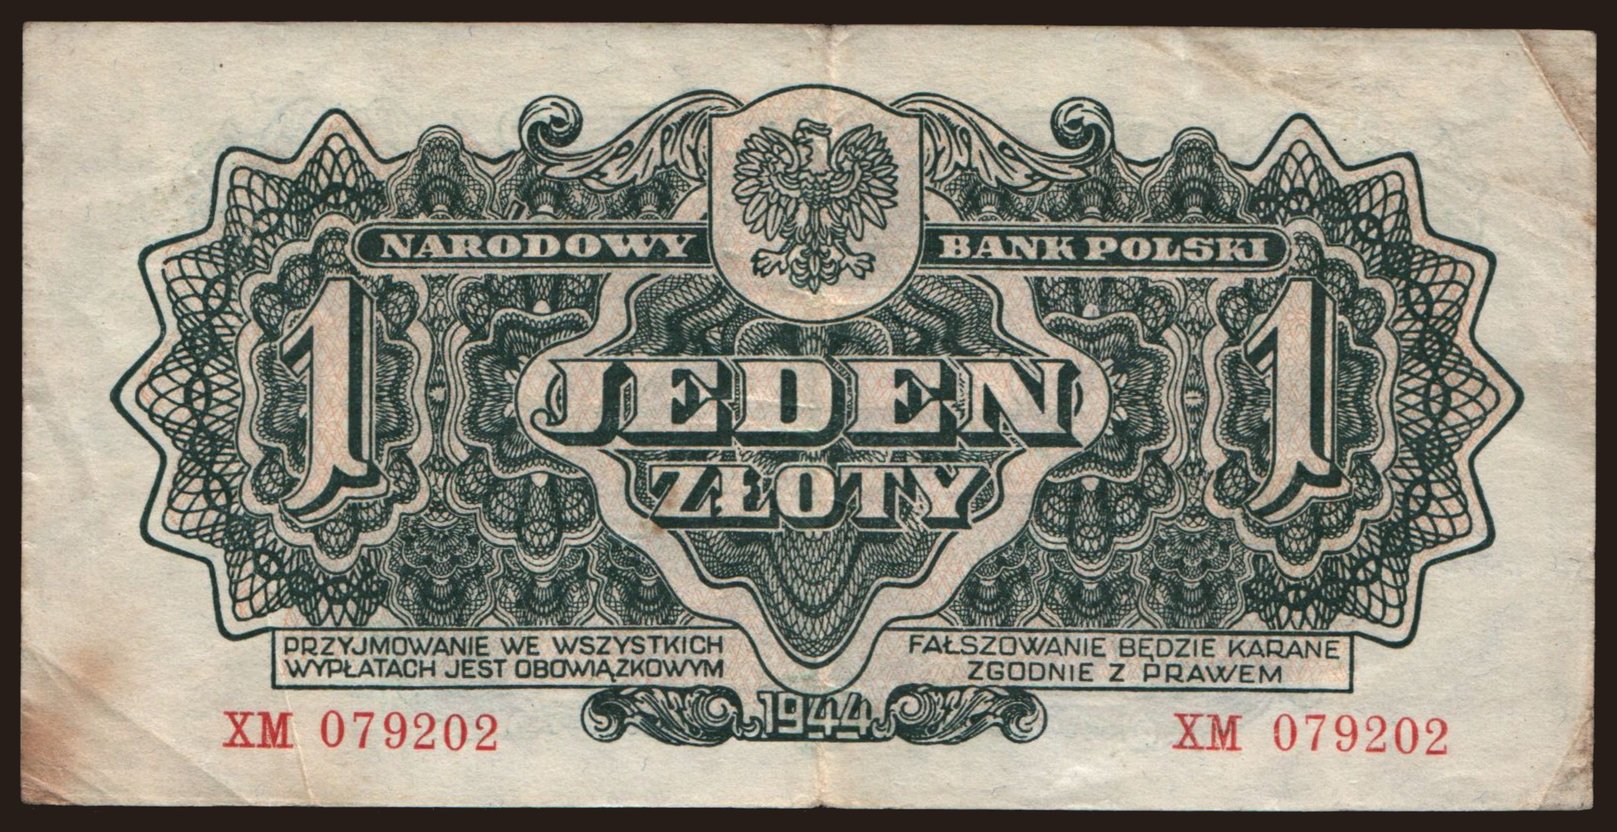 NARODOWY BANK POLSKI
1 1
JEDEN
ZŁOTY
PRZYJMOWANIE WE WSZYSTKICH
WYPŁATACH JEST OBOWIĄZKOWYM
FAŁSZOWANIE BĘDZIE KARANE
ZGODNIE Z PRAWEM
1944
XM 079202
XM 079202